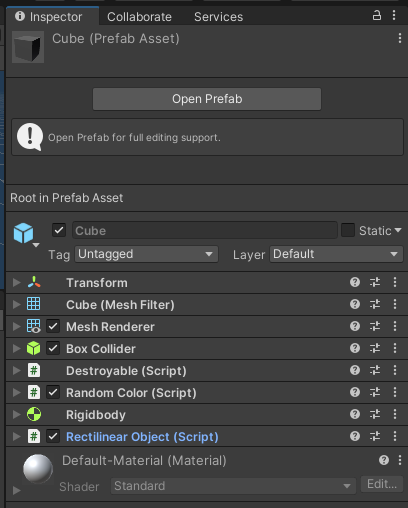 Inspector Collaborate Services
Cube (Prefab Asset)
Open Prefab
Open Prefab for full editing support.
Root in Prefab Asset
Cube Static
Tag Untagged Layer Default
Transform
Cube (Mesh Filter)
Mesh Renderer
Box Collider
# Destroyable (Script)
# Random Color (Script)
Rigidbody
# Rectilinear Object (Script)
Default-Material (Material)
Shader Standard Edit...